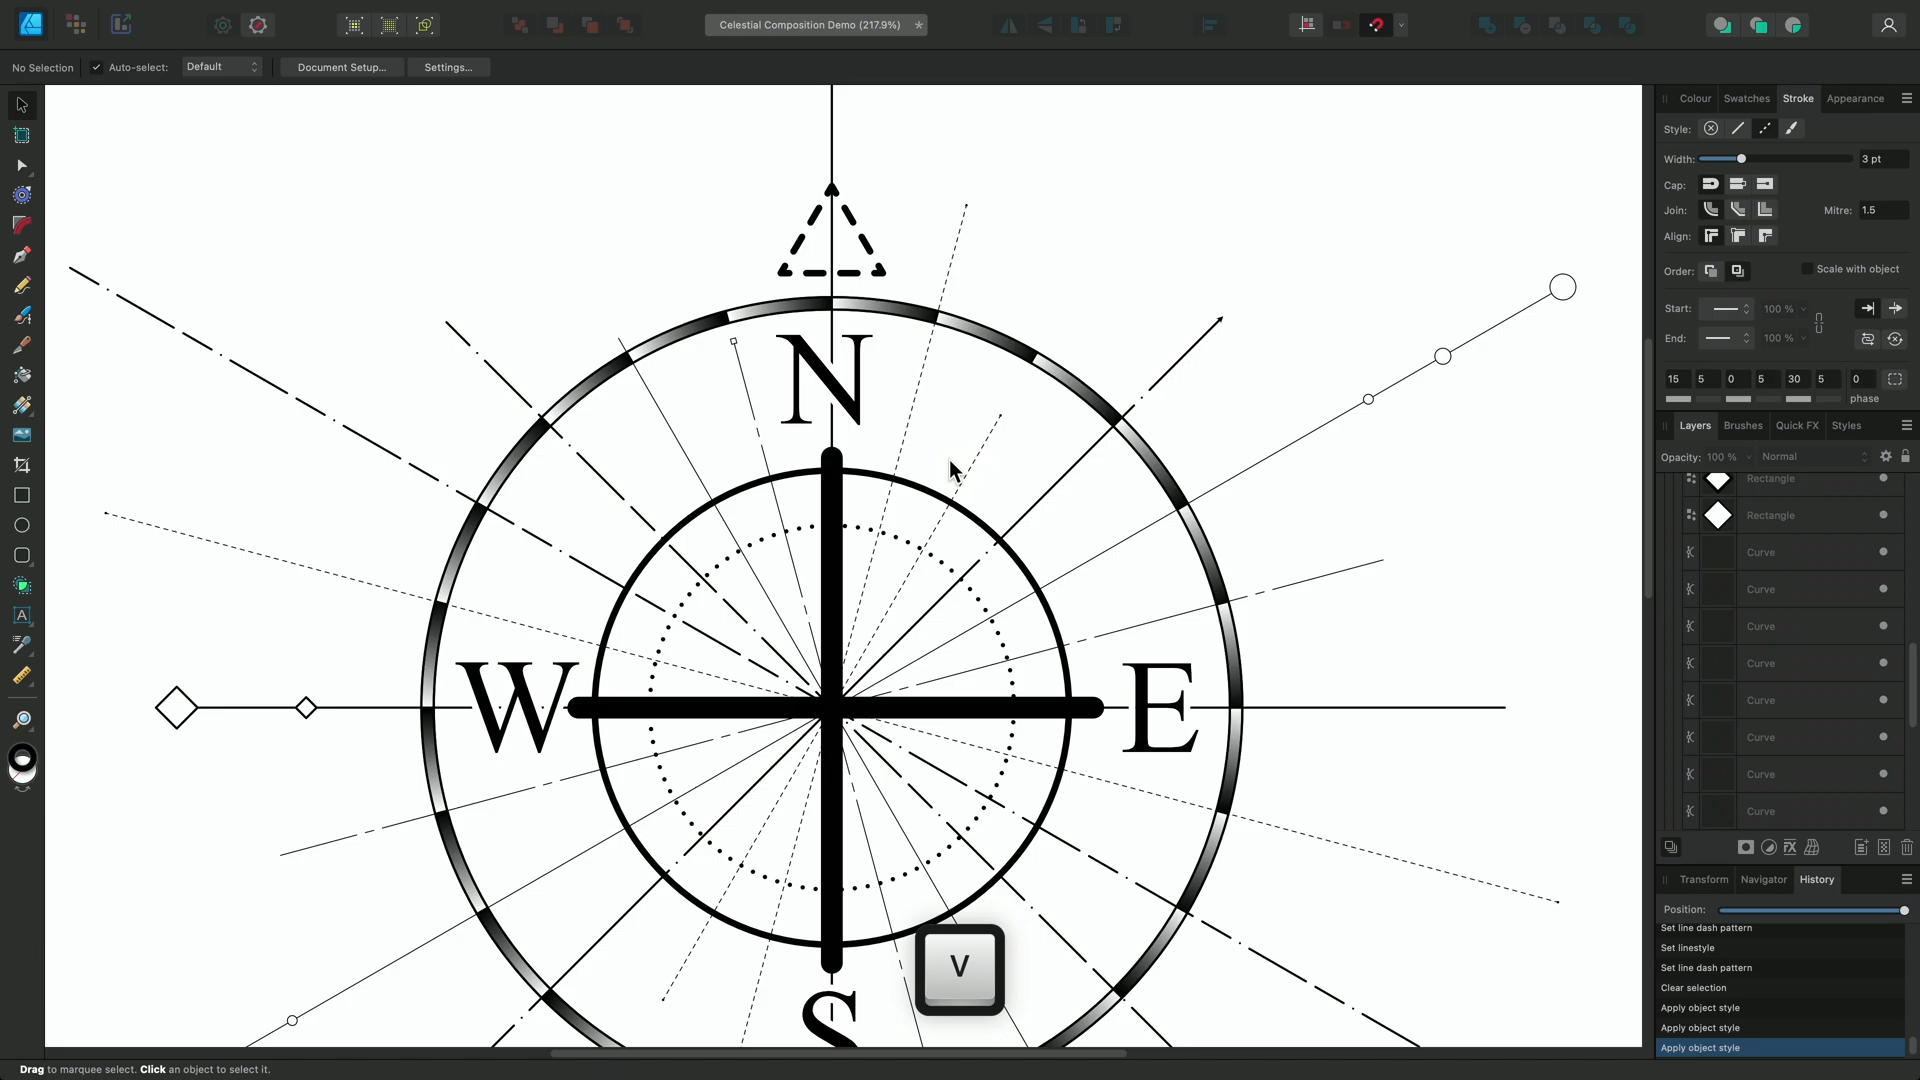 Celestial Composition Demo (217.9%) *
No Selection Auto-select: Default Document Setup... Settings...
Colour Swatches Stroke Appearance
Style:
Width: 3 pt
Cap:
Join: Mitre: 1.5
Align:
Order: Scale with object
Start: 100 %
End: 100 %
15 5 0 5 30 5 0
phase
Layers Brushes Quick FX Styles
Opacity: 100 % Normal
Rectangle
Rectangle
Curve
Curve
Curve
Curve
Curve
Curve
Curve
Curve
Transform Navigator History
Position:
Set line dash pattern
Set linestyle
Set line dash pattern
Clear selection
Apply object style
Apply object style
Apply object style
N
W E
S
V
A
Drag to marquee select. Click an object to select it.